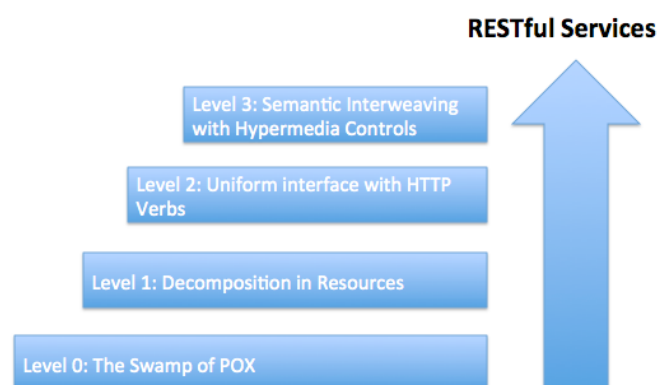 RESTful Services
Level 3: Semantic Interweaving
with Hypermedia Controls
Level 2: Uniform interface with HTTP
Verbs
Level 1: Decomposition in Resources
Level 0: The Swamp of POX